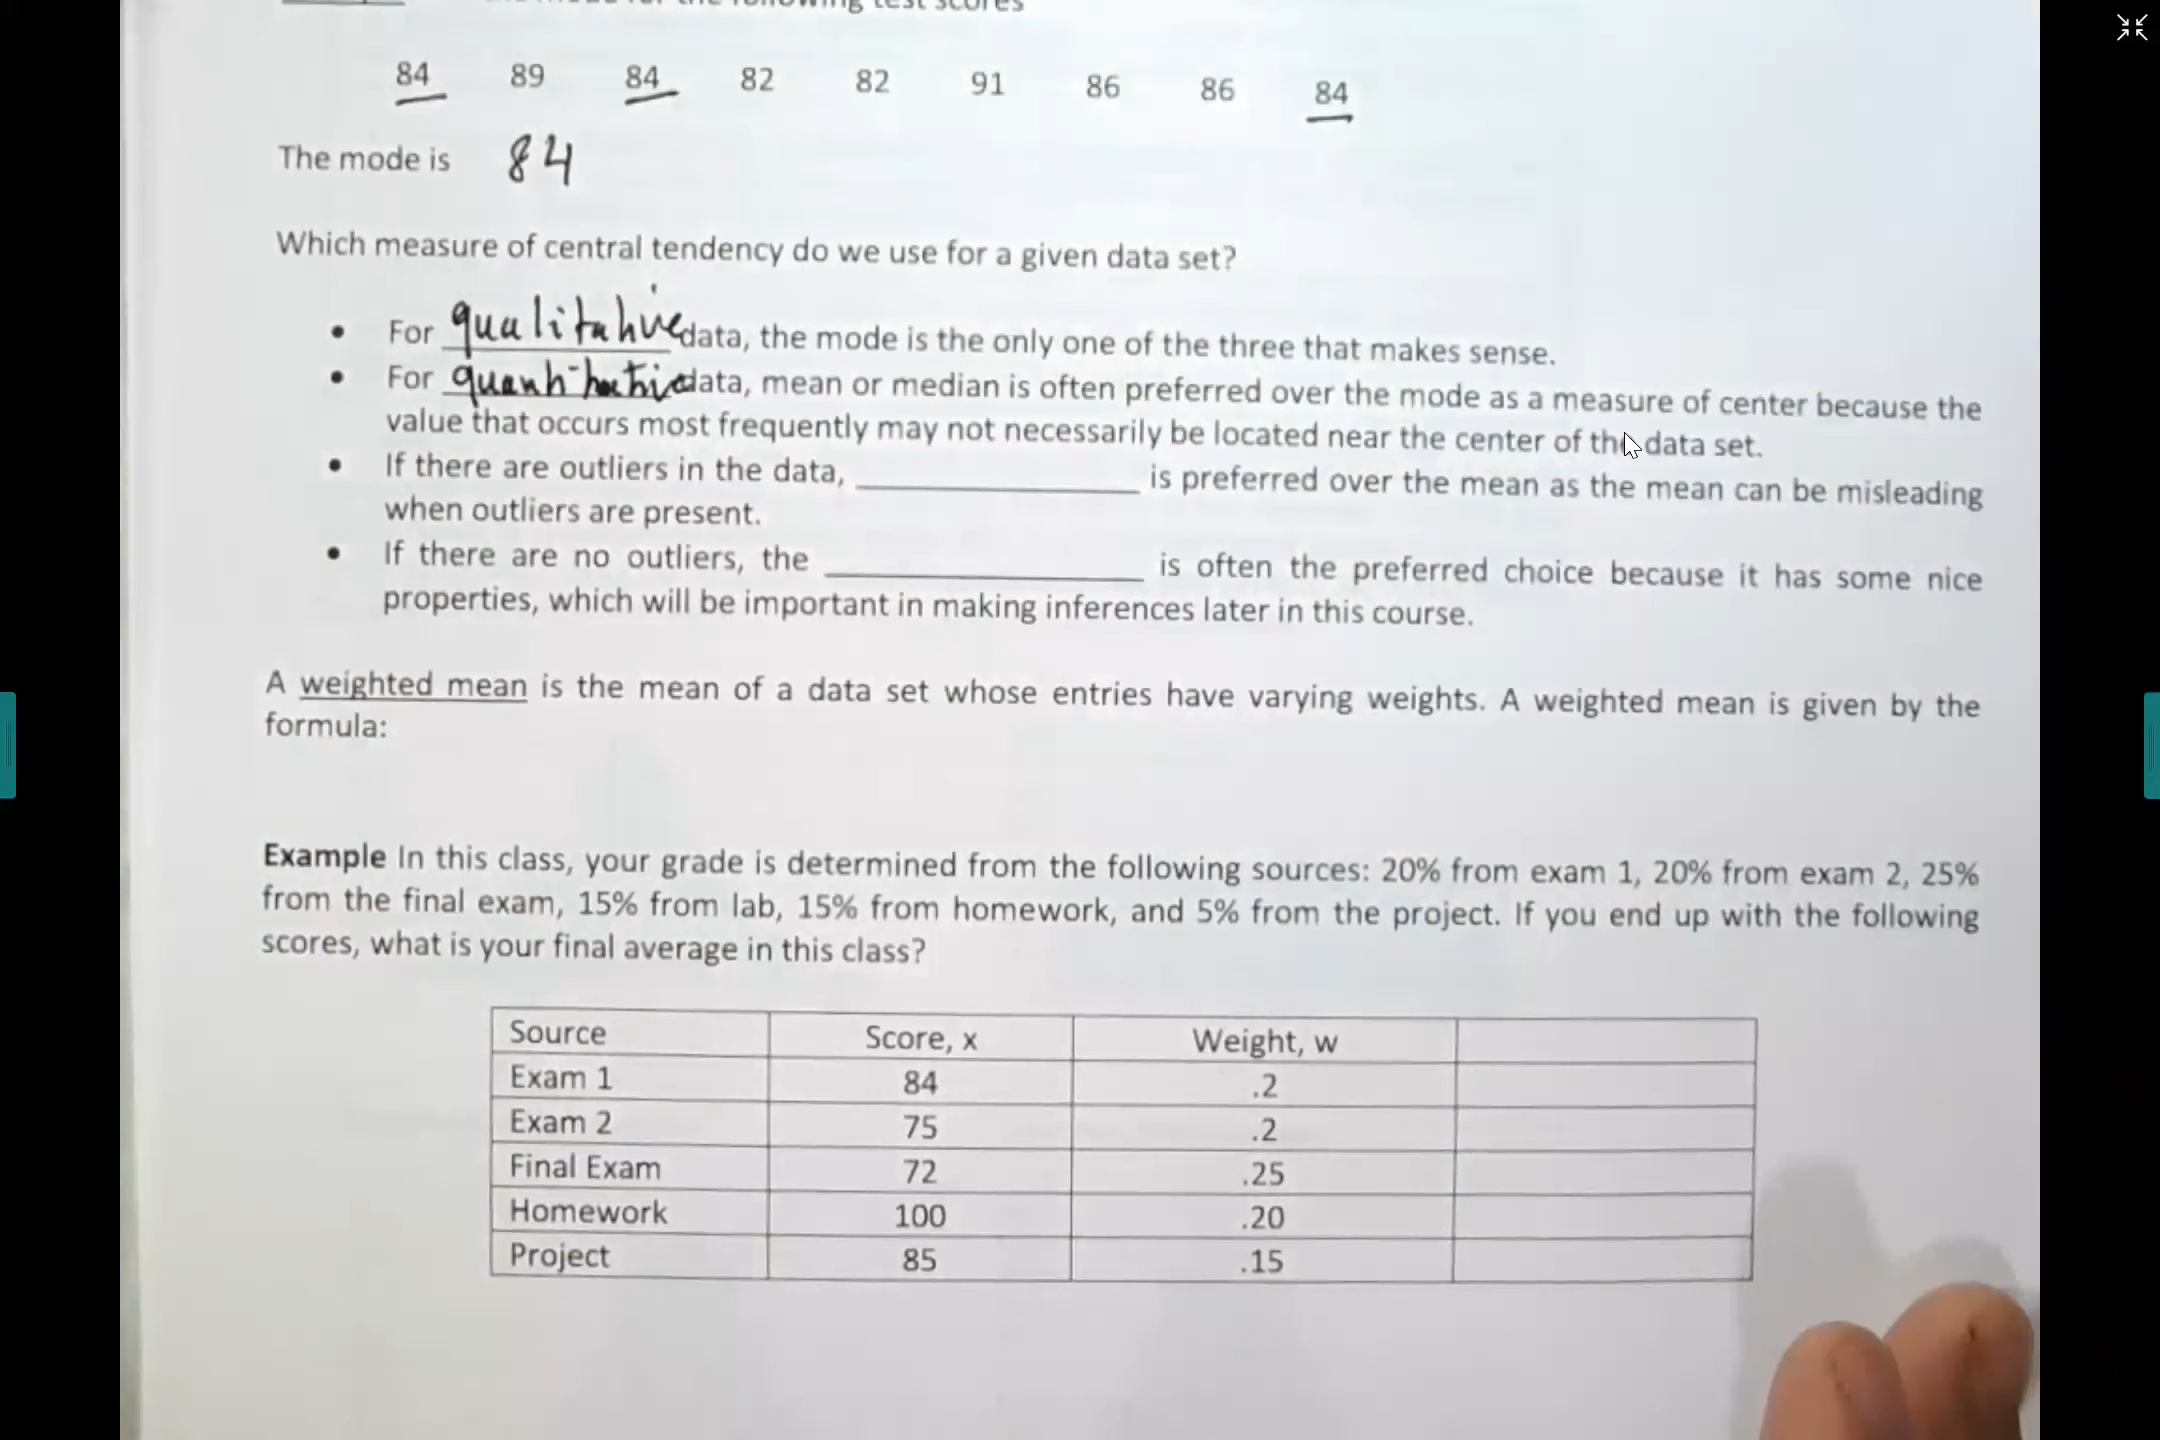 the following test scores
84 89 84 82 82 91 86 86 84
The mode is 84
Which measure of central tendency do we use for a given data set?
• For qualitative data, the mode is the only one of the three that makes sense.
• For quantitative data, mean or median is often preferred over the mode as a measure of center because the
value that occurs most frequently may not necessarily be located near the center of the data set.
• If there are outliers in the data, ______________ is preferred over the mean as the mean can be misleading
when outliers are present.
• If there are no outliers, the ______________ is often the preferred choice because it has some nice
properties, which will be important in making inferences later in this course.
A weighted mean is the mean of a data set whose entries have varying weights. A weighted mean is given by the
formula:
Example In this class, your grade is determined from the following sources: 20% from exam 1, 20% from exam 2, 25%
from the final exam, 15% from lab, 15% from homework, and 5% from the project. If you end up with the following
scores, what is your final average in this class?
Source Score, x Weight, w
Exam 1 84 .2
Exam 2 75 .2
Final Exam 72 .25
Homework 100 .20
Project 85 .15